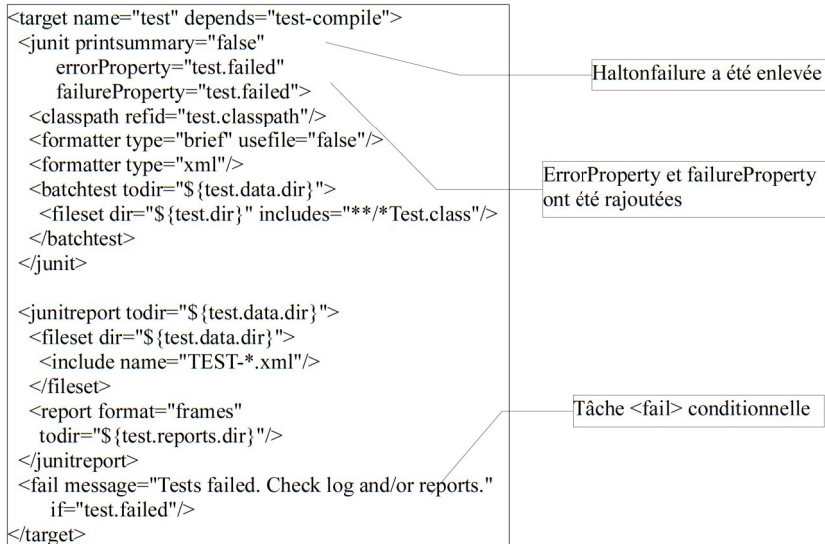 <target name="test" depends="test-compile">
<junit printsummary="false"
errorProperty="test.failed"
failureProperty="test.failed">
<classpath refid="test.classpath"/>
<formatter type="brief" usefile="false"/>
<formatter type="xml"/>
<batchtest todir="${test.data.dir}">
<fileset dir="${test.dir}" includes="**/*Test.class"/>
</batchtest>
</junit>
<junitreport todir="${test.data.dir}">
<fileset dir="${test.data.dir}">
<include name="TEST-*.xml"/>
</fileset>
<report format="frames"
todir="${test.reports.dir}"/>
</junitreport>
<fail message="Tests failed. Check log and/or reports."
if="test.failed"/>
</target>
Haltonfailure a été enlevée
ErrorProperty et failureProperty
ont été rajoutées
Tâche <fail> conditionnelle